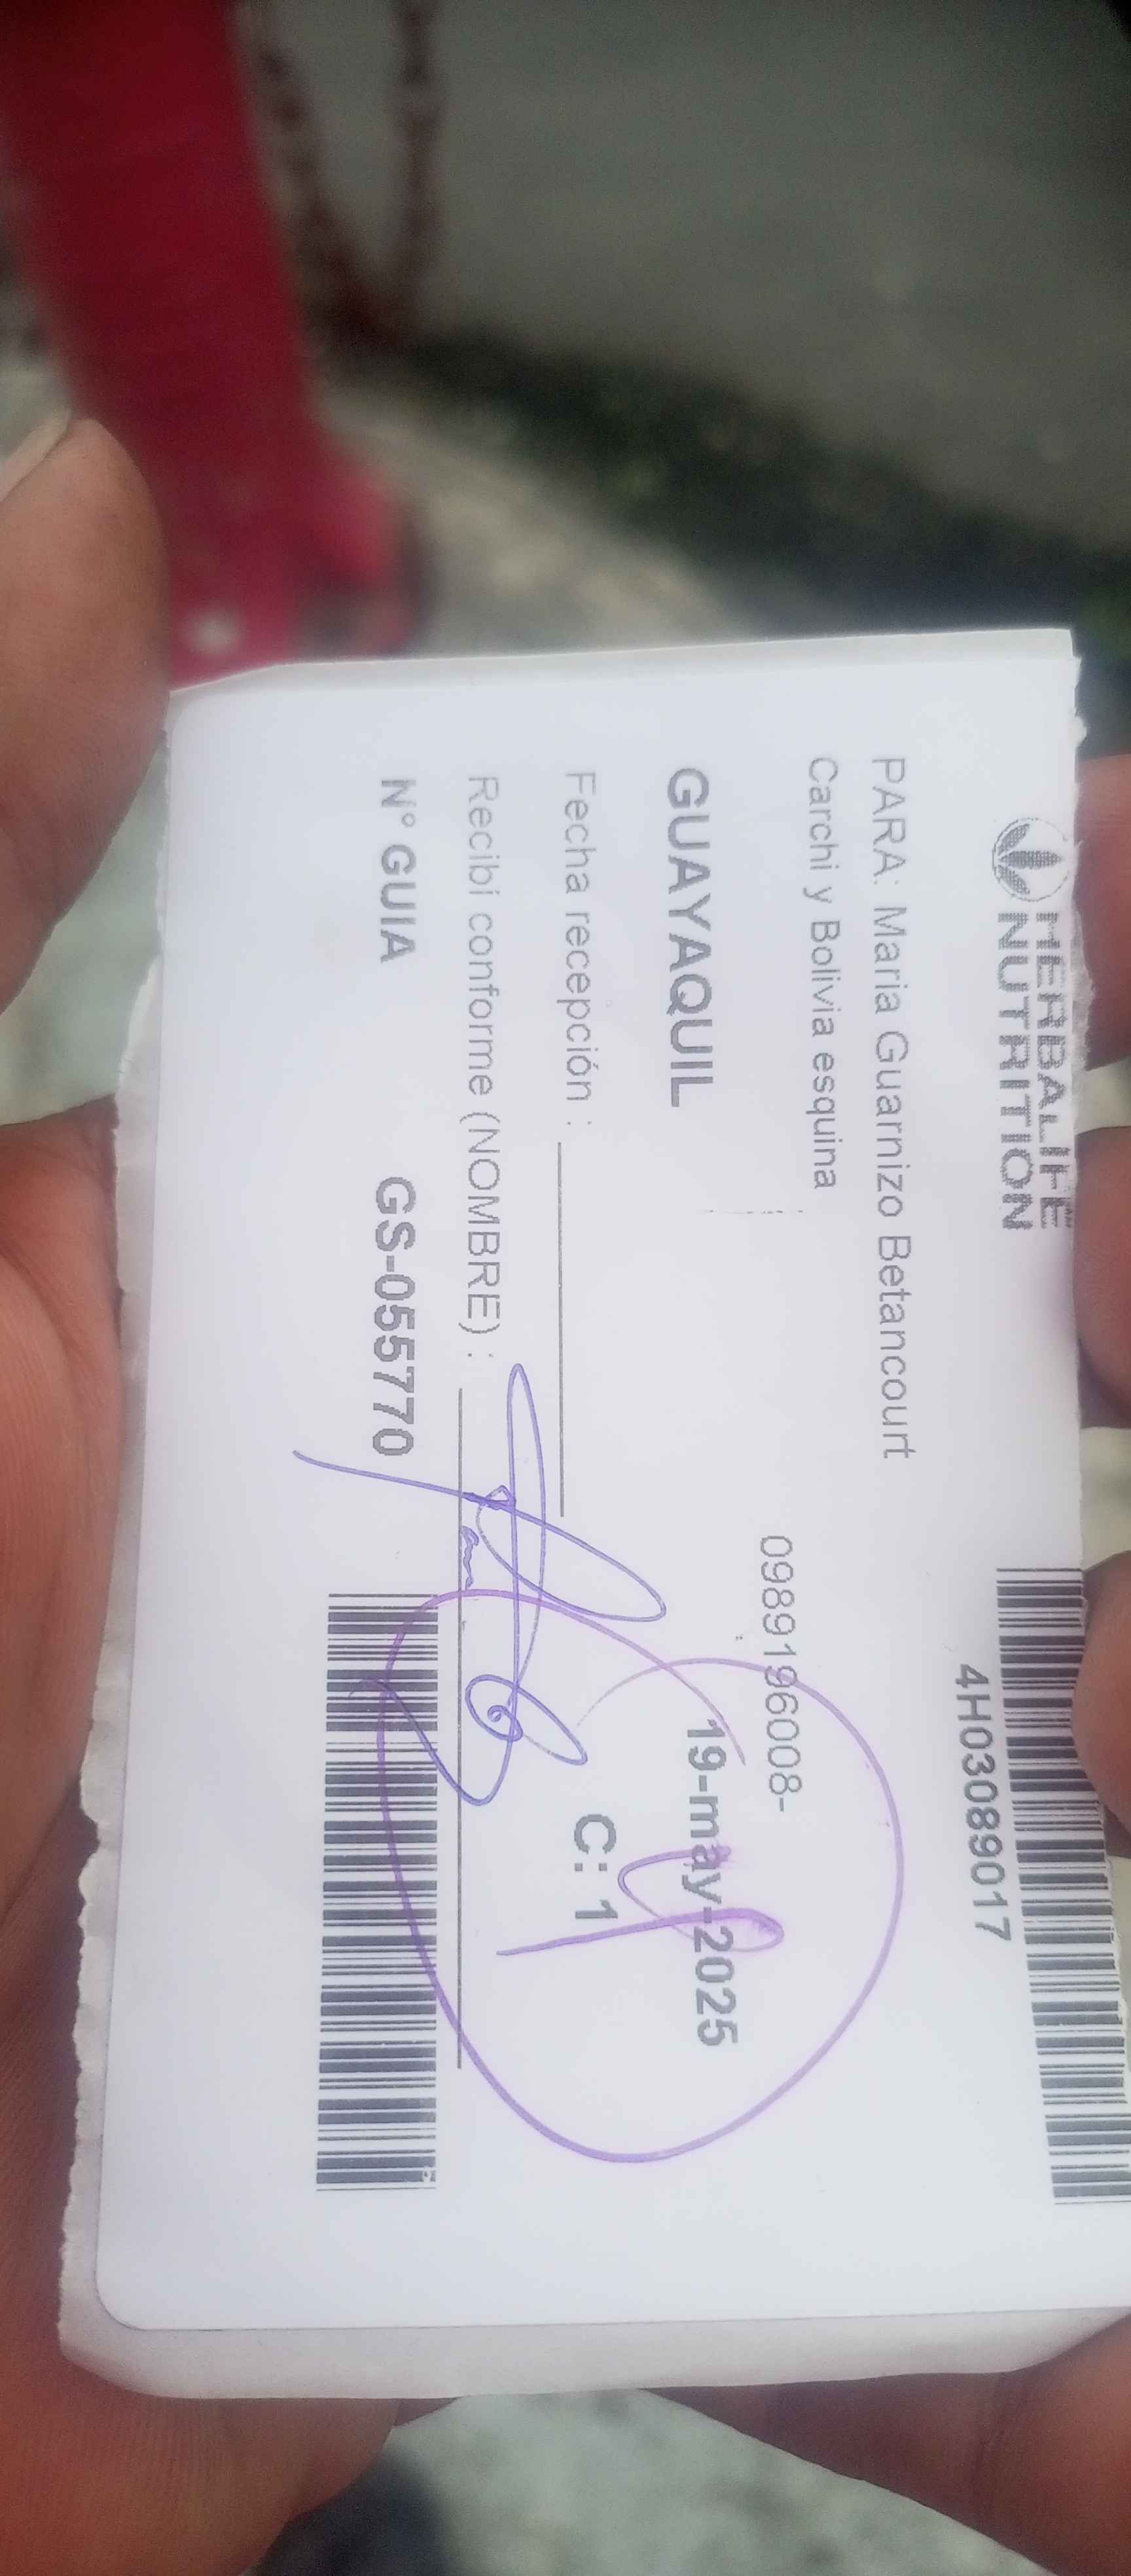 HERBALIFE
NUTRITION
4H03089017
PARA: Maria Guarnizo Betancourt
Carchi y Bolivia esquina
0989196008-
GUAYAQUIL
19-may-2025
Fecha recepción :
C: 1
Recibi conforme (NOMBRE) :
N° GUIA GS-055770